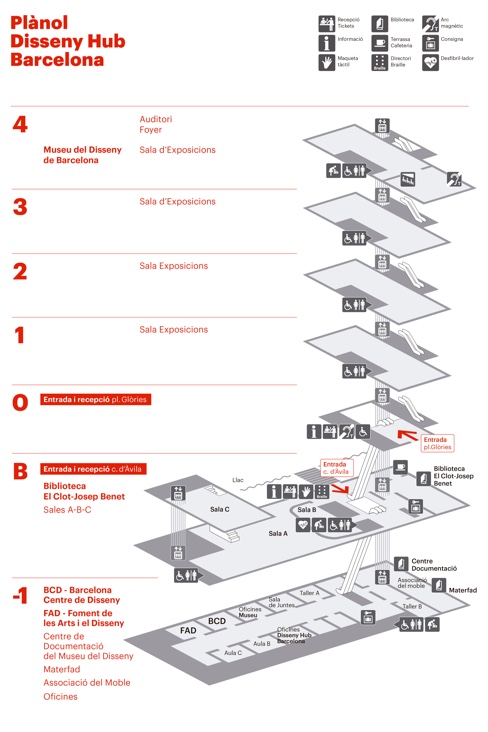 Plànol
Disseny Hub
Barcelona
Recepció
Tickets
Biblioteca
Arc
magnètic
Informació
Terrassa
Cafeteria
Consigna
Maqueta
tàctil
Braille
Directori
Braille
Desfibril·lador
4
Auditori
Foyer
Museu del Disseny
de Barcelona
Sala d'Exposicions
3
Sala d'Exposicions
2
Sala Exposicions
1
Sala Exposicions
0
Entrada i recepció pl. Glòries
Entrada
pl.Glòries
B
Entrada i recepció c. d'Àvila
Biblioteca
El Clot-Josep Benet
Sales A-B-C
Entrada
c. d'Àvila
Llac
Biblioteca
El Clot-Josep
Benet
Sala C
Sala B
Sala A
-1
BCD - Barcelona
Centre de Disseny
FAD - Foment de
les Arts i el Disseny
Centre de
Documentació
del Museu del Disseny
Materfad
Associació del Moble
Oficines
Centre
Documentació
Associació
del moble
Materfad
Taller A
Sala
de Juntes
Oficines
Museu
Taller B
BCD
FAD
Oficines
Disseny Hub
Barcelona
Aula B
Aula C